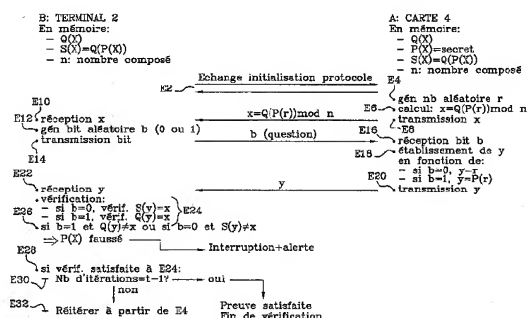 B: TERMINAL 2
En mémoire:
- Q(X)
- S(X)=Q(P(X))
- n: nombre composé
A: CARTE 4
En mémoire:
- Q(X)
- P(X)=secret
- S(X)=Q(P(X))
- n: nombre composé
Echange initialisation protocole
E2
E4
gén nb aléatoire r
E6 calcul: x=Q(P(r))mod n
E10
E12 réception x
x=Q(P(r))mod n
transmission x
E8
gén bit aléatoire b (0 ou 1)
E14
transmission bit
b (question)
E16
réception bit b
E18 établissement de y
en fonction de:
- si b=0, y=r
- si b=1, y=P(r)
E20
transmission y
y
E22
réception y
vérification:
- si b=0, vérif. S(y)=x
- si b=1, vérif. Q(y)=x
E24
E26 si b=1 et Q(y)≠x ou si b=0 et S(y)≠x
⇒ P(X) faussé
Interruption+alerte
E28
si vérif. satisfaite à E24:
E30 Nb d'itérations=t-1? oui
non
E32 Réitérer à partir de E4
Preuve satisfaite
Fin de vérification